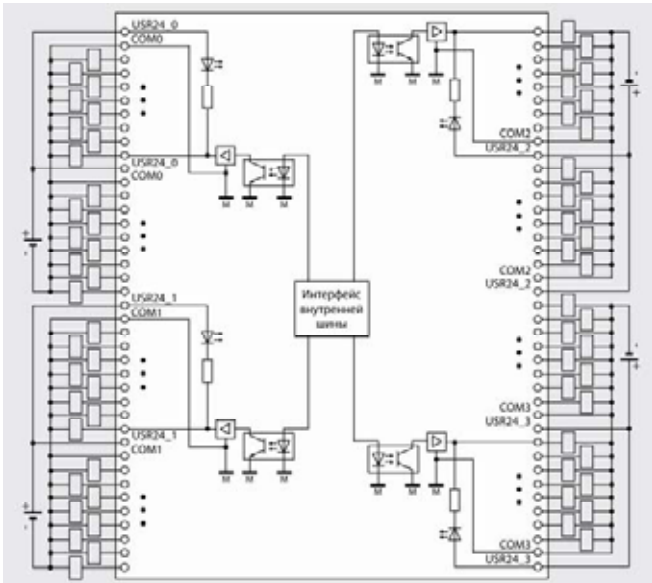 USR24_0
COM0
M
M
COM2
USR24_2
M
USR24_0
COM0
M
M
M
COM2
USR24_2
Интерфейс
внутренней
шины
USR24_1
COM1
COM3
USR24_3
USR24_1
COM1
M
M
M
M
M
M
COM3
USR24_3